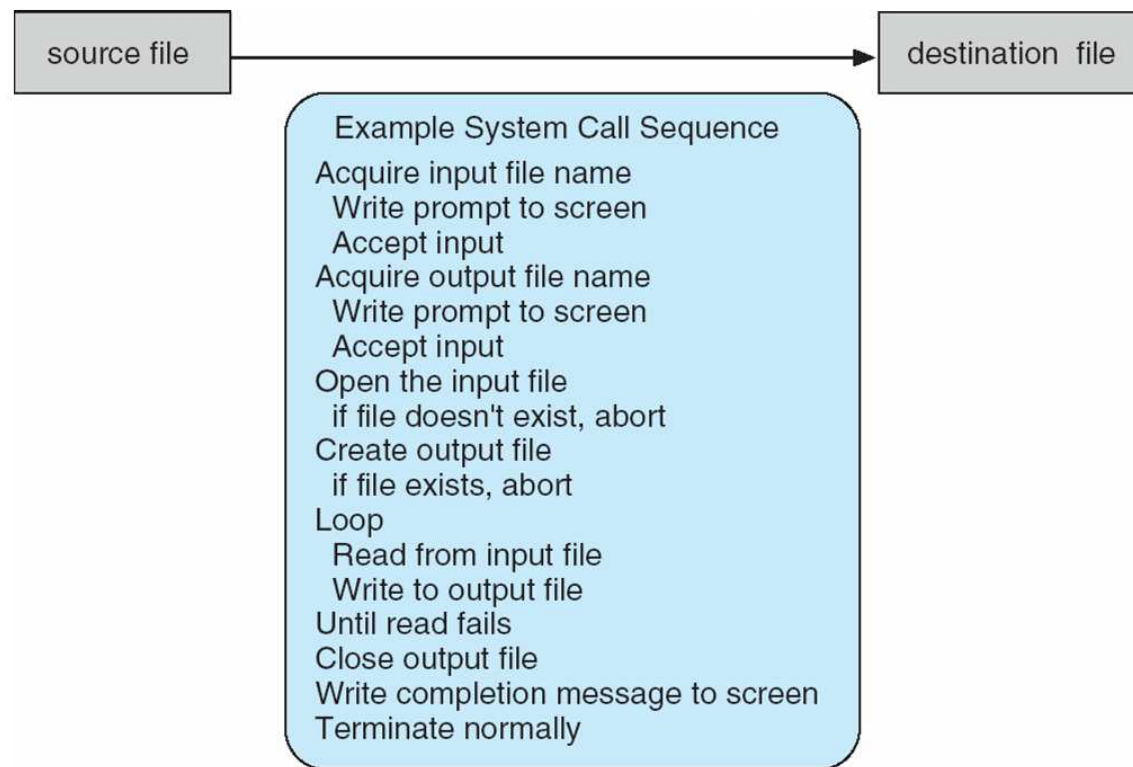 source file
destination file
Example System Call Sequence
Acquire input file name
Write prompt to screen
Accept input
Acquire output file name
Write prompt to screen
Accept input
Open the input file
if file doesn't exist, abort
Create output file
if file exists, abort
Loop
Read from input file
Write to output file
Until read fails
Close output file
Write completion message to screen
Terminate normally